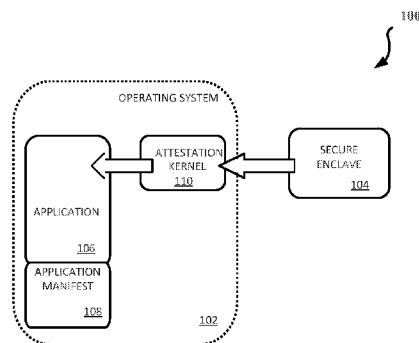 100
OPERATING SYSTEM
ATTESTATION
KERNEL
110
SECURE
ENCLAVE
104
APPLICATION
106
APPLICATION
MANIFEST
108
102